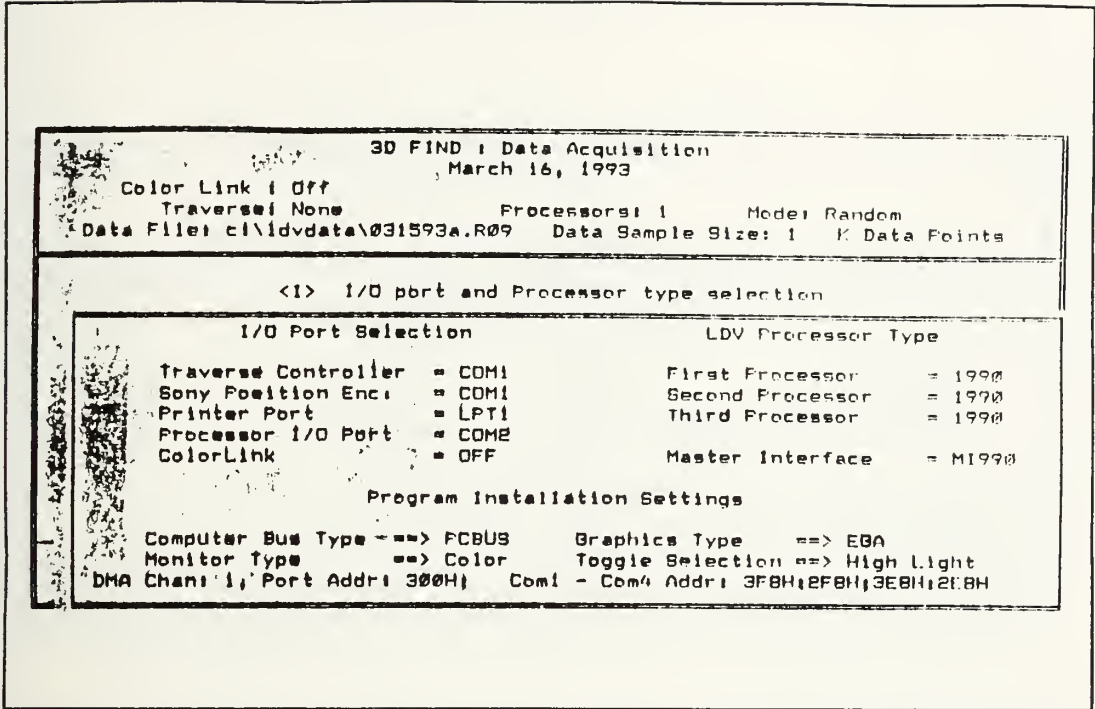 3D FIND : Data Acquisition
March 16, 1993
Color Link : Off
Traverse: None Processors: 1 Mode: Random
Data File: c:\ldvdata\031593a.R09 Data Sample Size: 1 K Data Points
<1> I/O port and Processor type selection
I/O Port Selection LDV Processor Type
Traverse Controller = COM1 First Processor = 1990
Sony Position Enc: = COM1 Second Processor = 1990
Printer Port = LPT1 Third Processor = 1990
Processor I/O Port = COM2
ColorLink = OFF Master Interface = MI990
Program Installation Settings
Computer Bus Type ==> PCBUS Graphics Type ==> EGA
Monitor Type ==> Color Toggle Selection ==> High Light
DMA Chan: 1, Port Addr: 300H; Com1 - Com4 Addr: 3F8H;2F8H;3E8H;2E8H